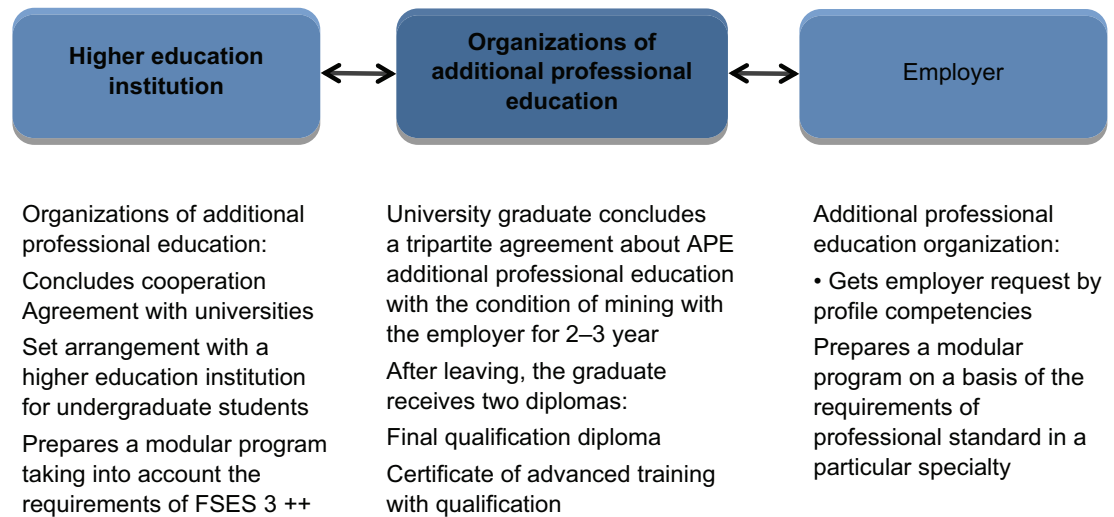 Higher education
institution
Organizations of
additional professional
education
Employer
Organizations of additional
professional education:
Concludes cooperation
Agreement with universities
Set arrangement with a
higher education institution
for undergraduate students
Prepares a modular program
taking into account the
requirements of FSES 3 ++
University graduate concludes
a tripartite agreement about APE
additional professional education
with the condition of mining with
the employer for 2–3 year
After leaving, the graduate
receives two diplomas:
Final qualification diploma
Certificate of advanced training
with qualification
Additional professional
education organization:
• Gets employer request by
profile competencies
Prepares a modular
program on a basis of the
requirements of
professional standard in a
particular specialty